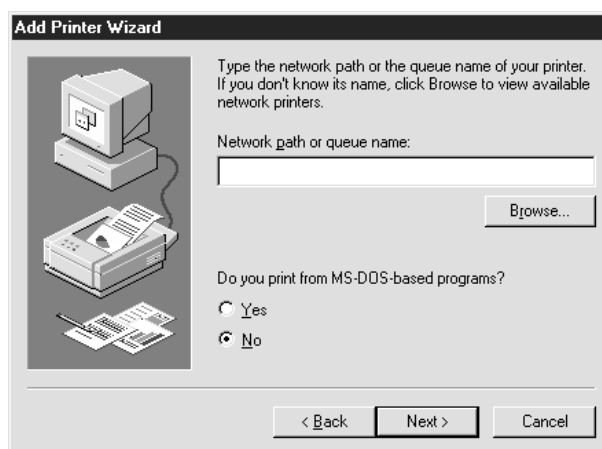 Add Printer Wizard
Type the network path or the queue name of your printer.
If you don't know its name, click Browse to view available
network printers.
Network path or queue name:
Browse...
Do you print from MS-DOS-based programs?
Yes
No
< Back
Next >
Cancel